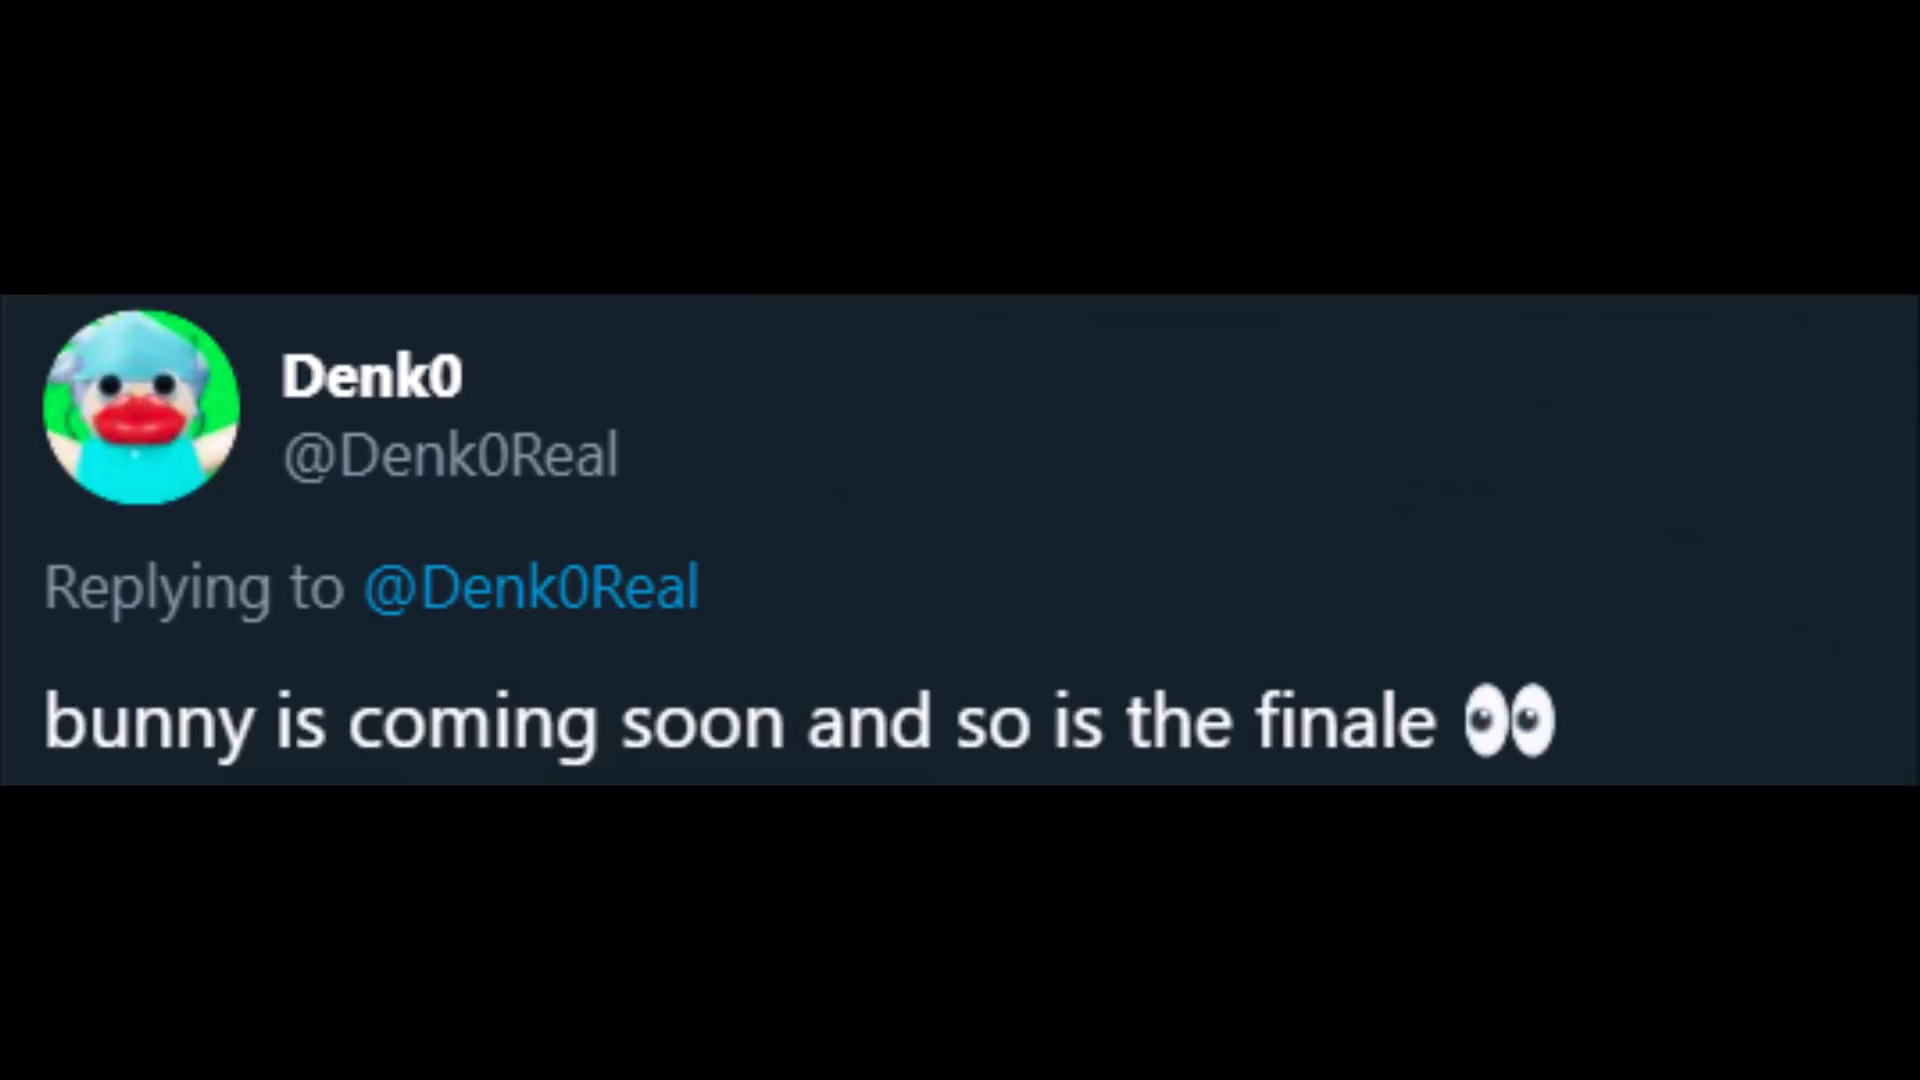 Denk0
@Denk0Real
Replying to @Denk0Real
bunny is coming soon and so is the finale 👀